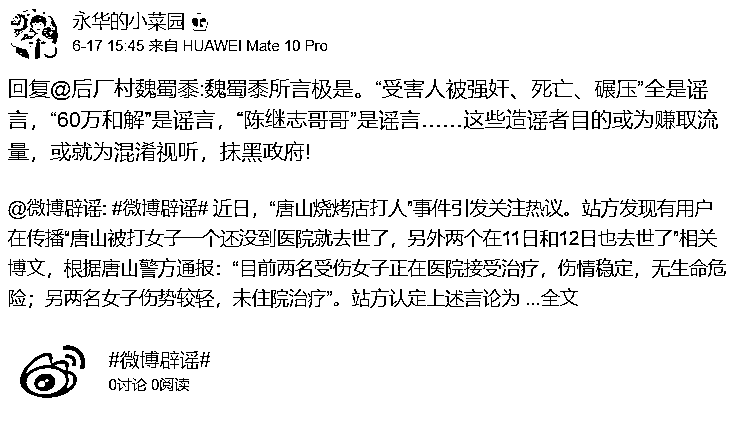 永华的小菜园
6-17 15:45 来自 HUAWEI Mate 10 Pro
回复@后厂村魏蜀黍:魏蜀黍所言极是。“受害人被强奸、死亡、碾压”全是谣
言，“60万和解”是谣言，“陈继志哥哥”是谣言……这些造谣者目的或为赚取流
量，或就为混淆视听，抹黑政府!
@微博辟谣: #微博辟谣# 近日，“唐山烧烤店打人”事件引发关注热议。站方发现有用户
在传播“唐山被打女子一个还没到医院就去世了，另外两个在11日和12日也去世了”相关
博文，根据唐山警方通报：“目前两名受伤女子正在医院接受治疗，伤情稳定，无生命危
险；另两名女子伤势较轻，未住院治疗”。站方认定上述言论为 ...全文
#微博辟谣#
0讨论 0阅读